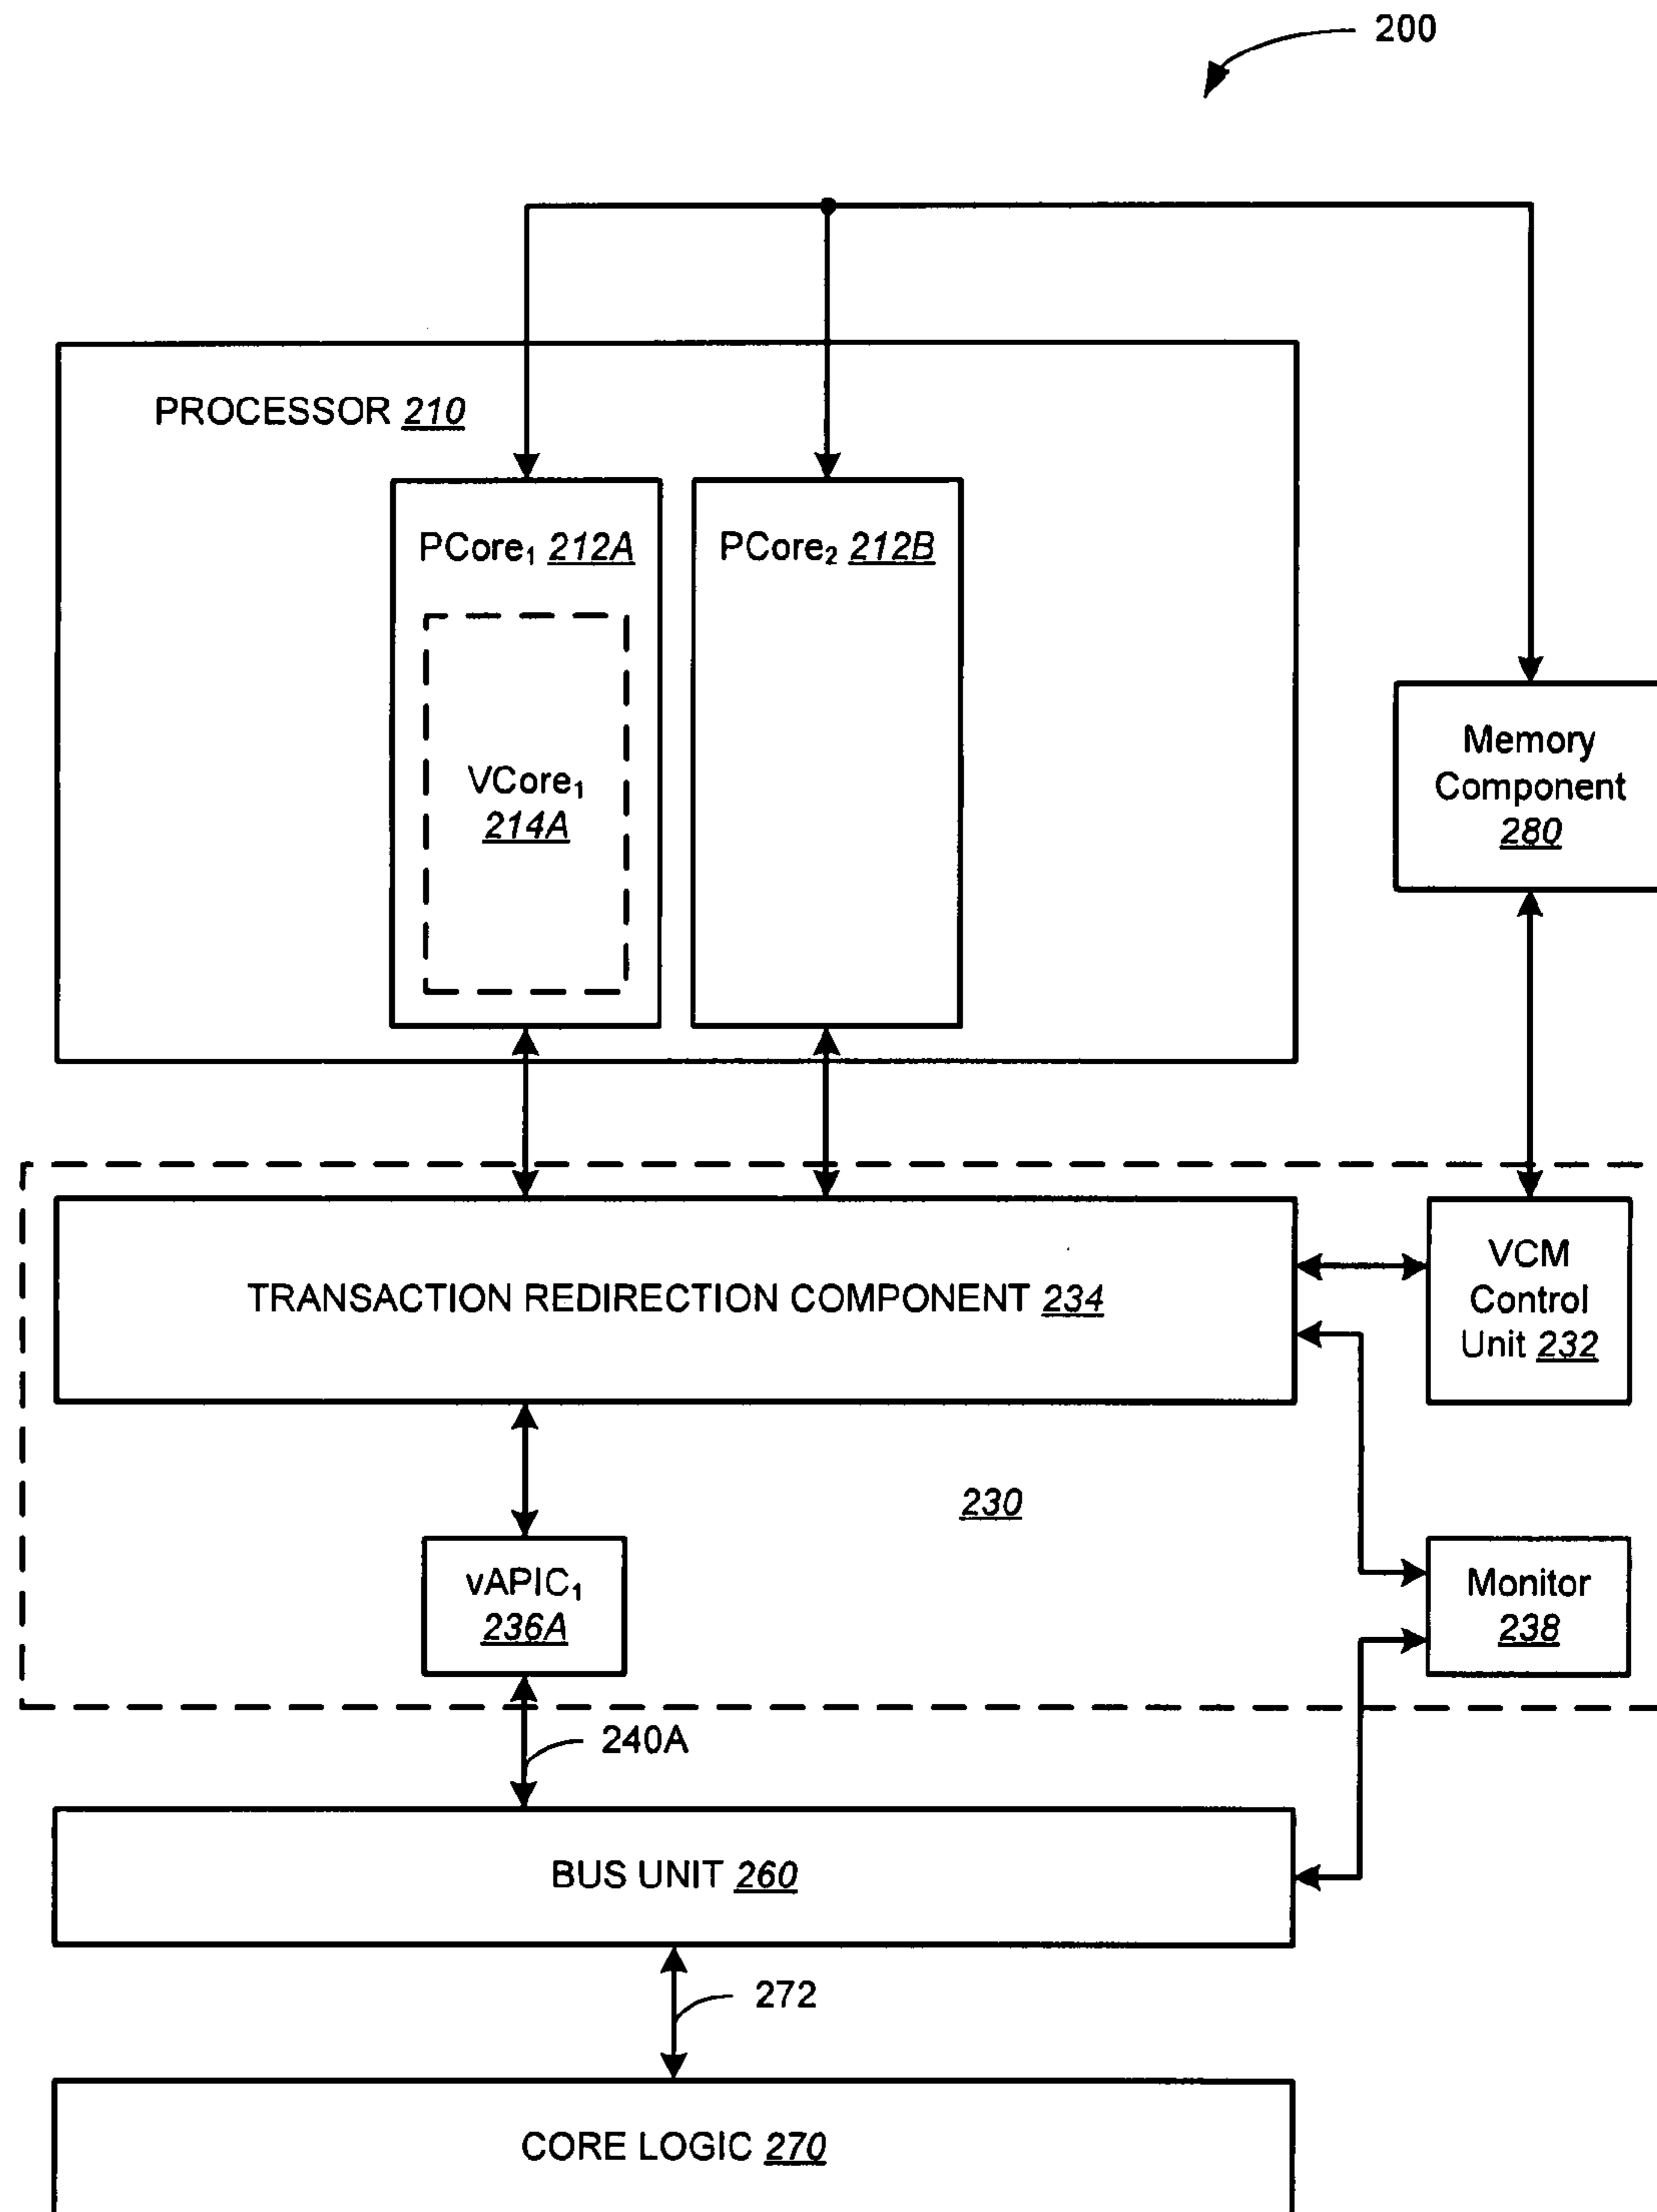 200
PROCESSOR 210
PCore₁ 212A
PCore₂ 212B
VCore₁
214A
Memory
Component
280
TRANSACTION REDIRECTION COMPONENT 234
VCM
Control
Unit 232
230
vAPIC₁
236A
Monitor
238
240A
BUS UNIT 260
272
CORE LOGIC 270